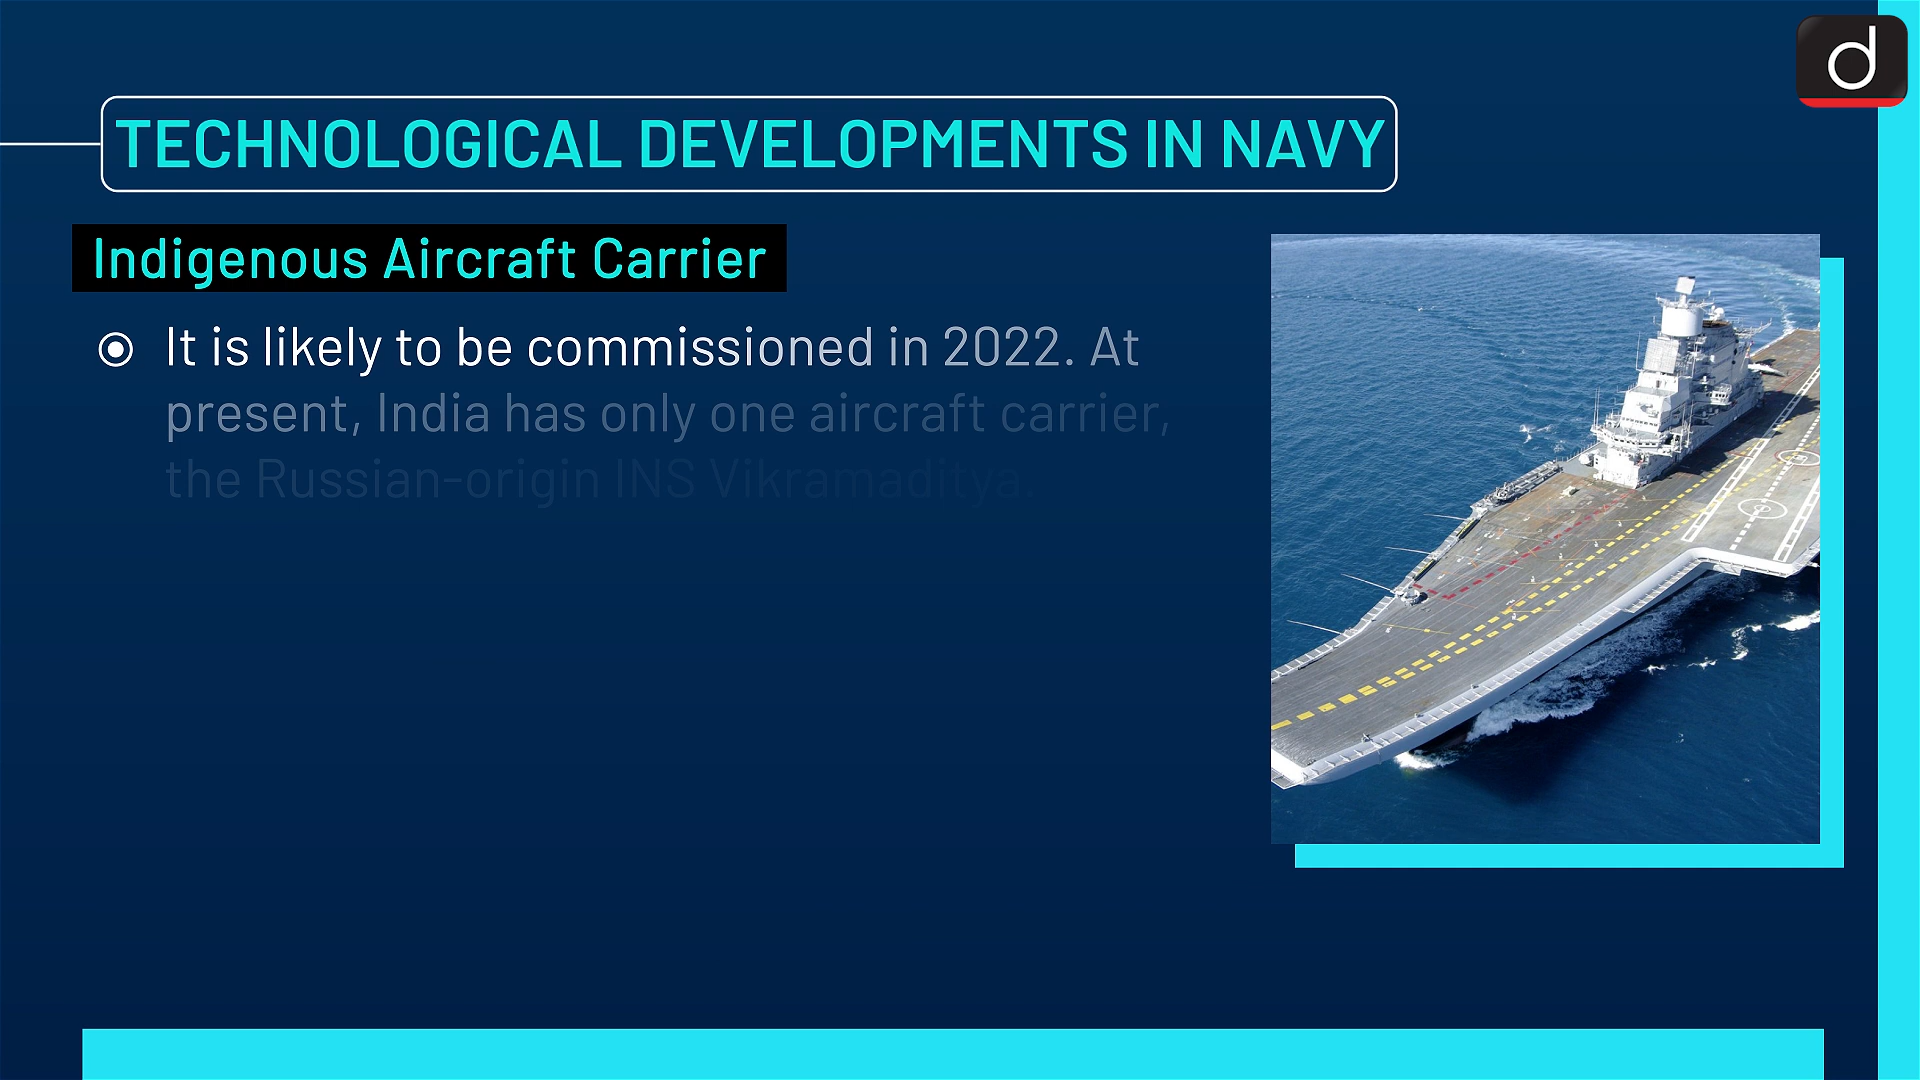 d
TECHNOLOGICAL DEVELOPMENTS IN NAVY
Indigenous Aircraft Carrier
It is likely to be commissioned in 2022. At
present, India has only one aircraft carrier,
the Russian-origin INS Vikramaditya.